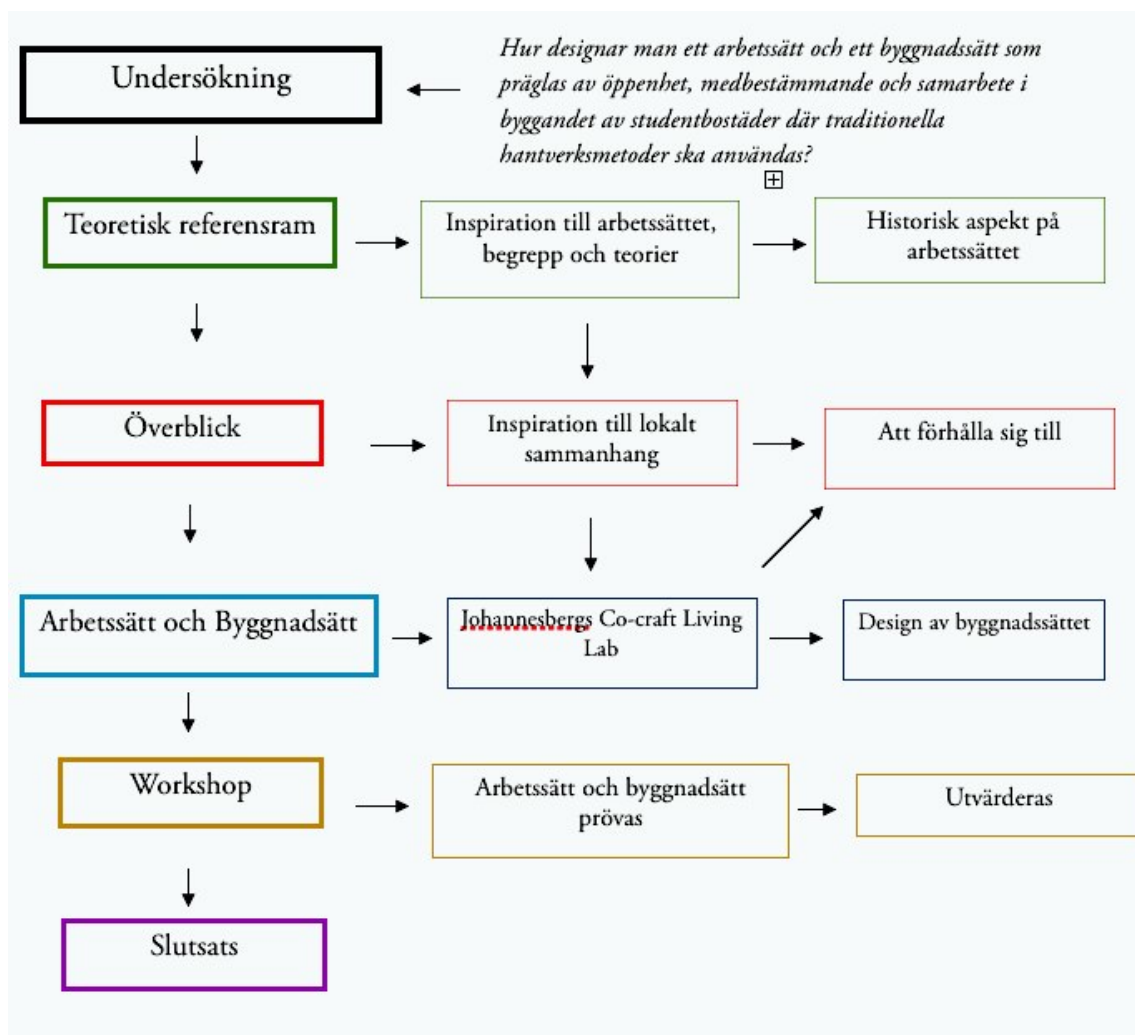 Undersökning
Hur designar man ett arbetssätt och ett byggnadssätt som
präglas av öppenhet, medbestämmande och samarbete i
byggandet av studentbostäder där traditionella
hantverksmetoder ska användas?
Teoretisk referensram
Inspiration till arbetssättet,
begrepp och teorier
Historisk aspekt på
arbetssättet
Överblick
Inspiration till lokalt
sammanhang
Att förhålla sig till
Arbetssätt och Byggnadsätt
Johannesbergs Co-craft Living
Lab
Design av byggnadssättet
Workshop
Arbetssätt och byggnadsätt
prövas
Utvärderas
Slutsats